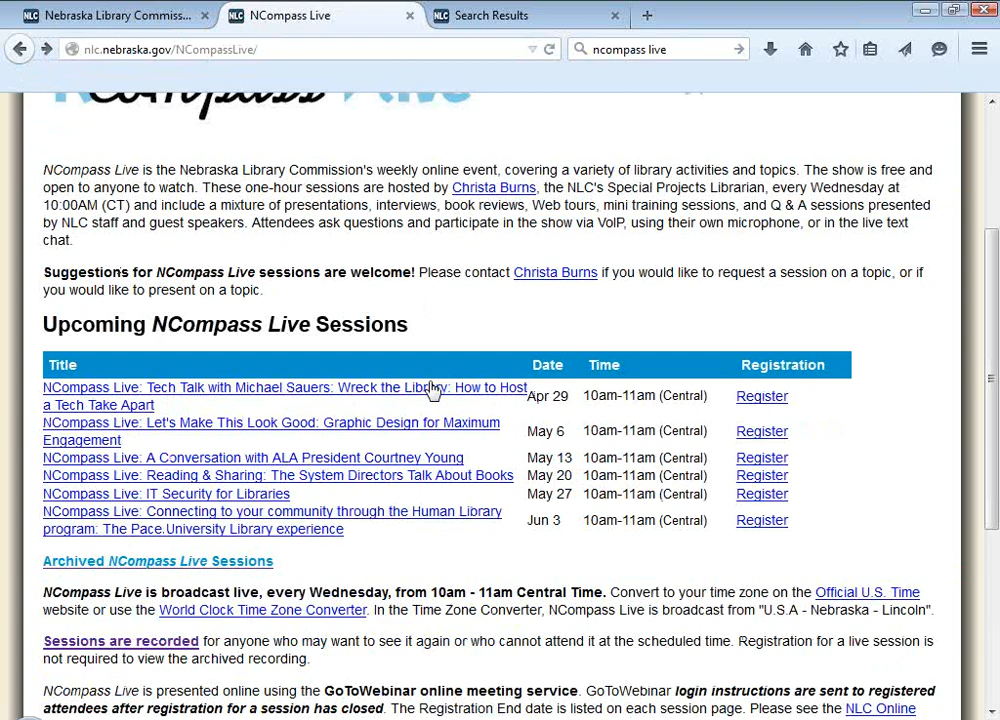 NLC Nebraska Library Commiss... ×
NLC NCompass Live ×
NLC Search Results × +
nlc.nebraska.gov/NCompassLive/
ncompass live
NCompass Live
NCompass Live is the Nebraska Library Commission's weekly online event, covering a variety of library activities and topics. The show is free and
open to anyone to watch. These one-hour sessions are hosted by Christa Burns, the NLC's Special Projects Librarian, every Wednesday at
10:00AM (CT) and include a mixture of presentations, interviews, book reviews, Web tours, mini training sessions, and Q & A sessions presented
by NLC staff and guest speakers. Attendees ask questions and participate in the show via VoIP, using their own microphone, or in the live text
chat.
Suggestions for NCompass Live sessions are welcome! Please contact Christa Burns if you would like to request a session on a topic, or if
you would like to present on a topic.
Upcoming NCompass Live Sessions
Title Date Time Registration
NCompass Live: Tech Talk with Michael Sauers: Wreck the Library: How to Host
a Tech Take Apart
Apr 29 10am-11am (Central) Register
NCompass Live: Let's Make This Look Good: Graphic Design for Maximum
Engagement
May 6 10am-11am (Central) Register
NCompass Live: A Conversation with ALA President Courtney Young May 13 10am-11am (Central) Register
NCompass Live: Reading & Sharing: The System Directors Talk About Books May 20 10am-11am (Central) Register
NCompass Live: IT Security for Libraries May 27 10am-11am (Central) Register
NCompass Live: Connecting to your community through the Human Library
program: The Pace University Library experience
Jun 3 10am-11am (Central) Register
Archived NCompass Live Sessions
NCompass Live is broadcast live, every Wednesday, from 10am - 11am Central Time. Convert to your time zone on the Official U.S. Time
website or use the World Clock Time Zone Converter. In the Time Zone Converter, NCompass Live is broadcast from "U.S.A - Nebraska - Lincoln".
Sessions are recorded for anyone who may want to see it again or who cannot attend it at the scheduled time. Registration for a live session is
not required to view the archived recording.
NCompass Live is presented online using the GoToWebinar online meeting service. GoToWebinar login instructions are sent to registered
attendees after registration for a session has closed. The Registration End date is listed on each session page. Please see the NLC Online